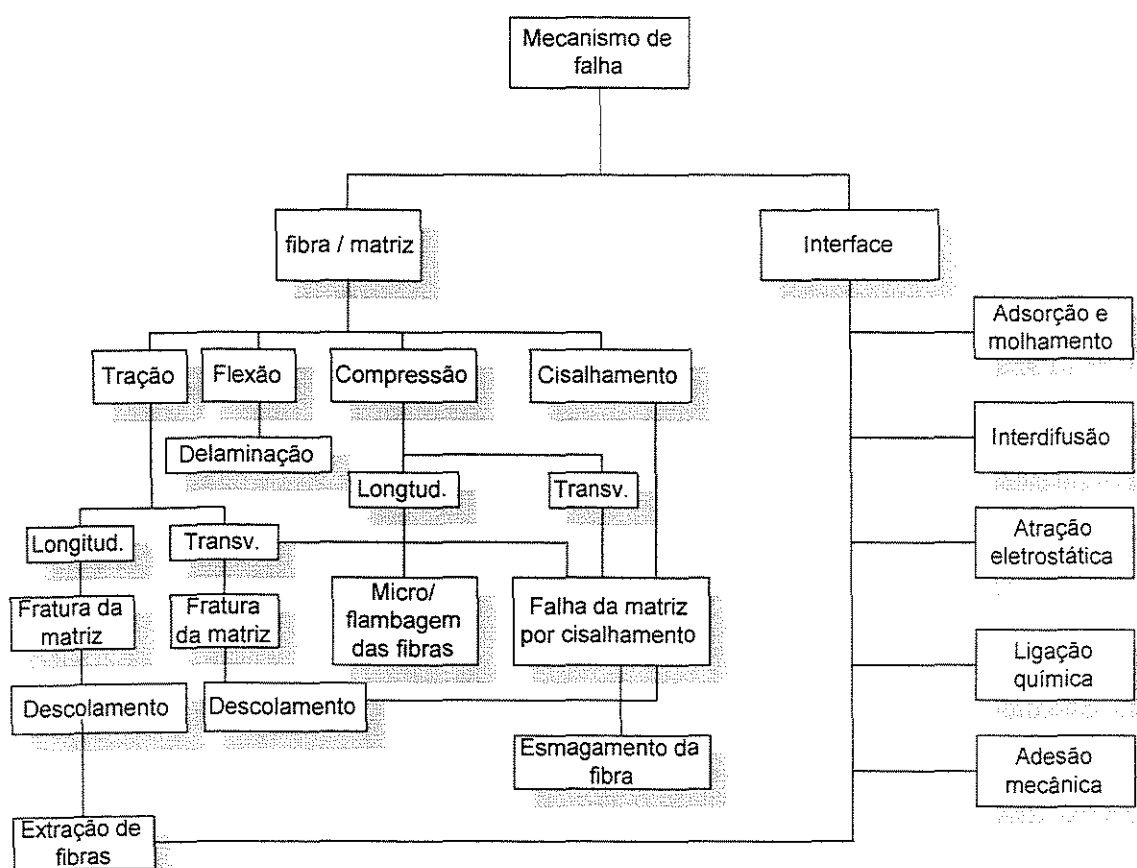 Mecanismo de
falha
fibra / matriz
Interface
Adsorção e
molhamento
Tração
Flexão
Compressão
Cisalhamento
Delaminação
Interdifusão
Longtud.
Transv.
Longitud.
Transv.
Atração
eletrostática
Fratura da
matriz
Fratura
da matriz
Micro/
flambagem
das fibras
Falha da matriz
por cisalhamento
Ligação
química
Descolamento
Descolamento
Esmagamento da
fibra
Adesão
mecânica
Extração de
fibras